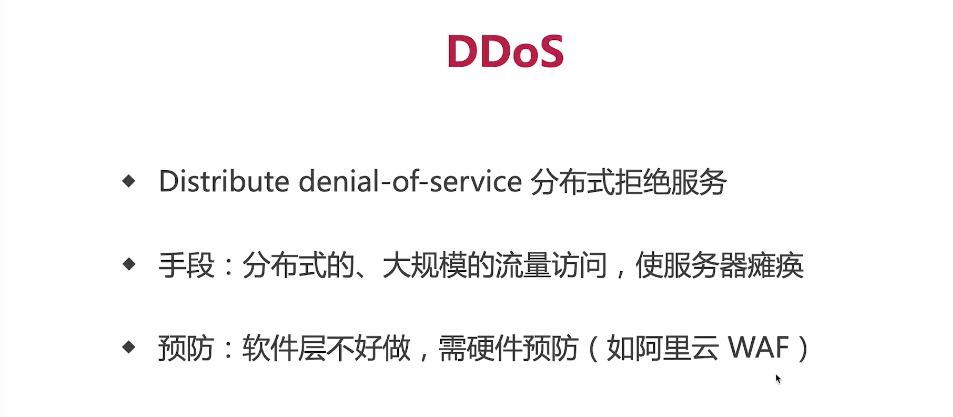 DDoS
Distribute denial-of-service 分布式拒绝服务
手段：分布式的、大规模的流量访问，使服务器瘫痪
预防：软件层不好做，需硬件预防（如阿里云 WAF）